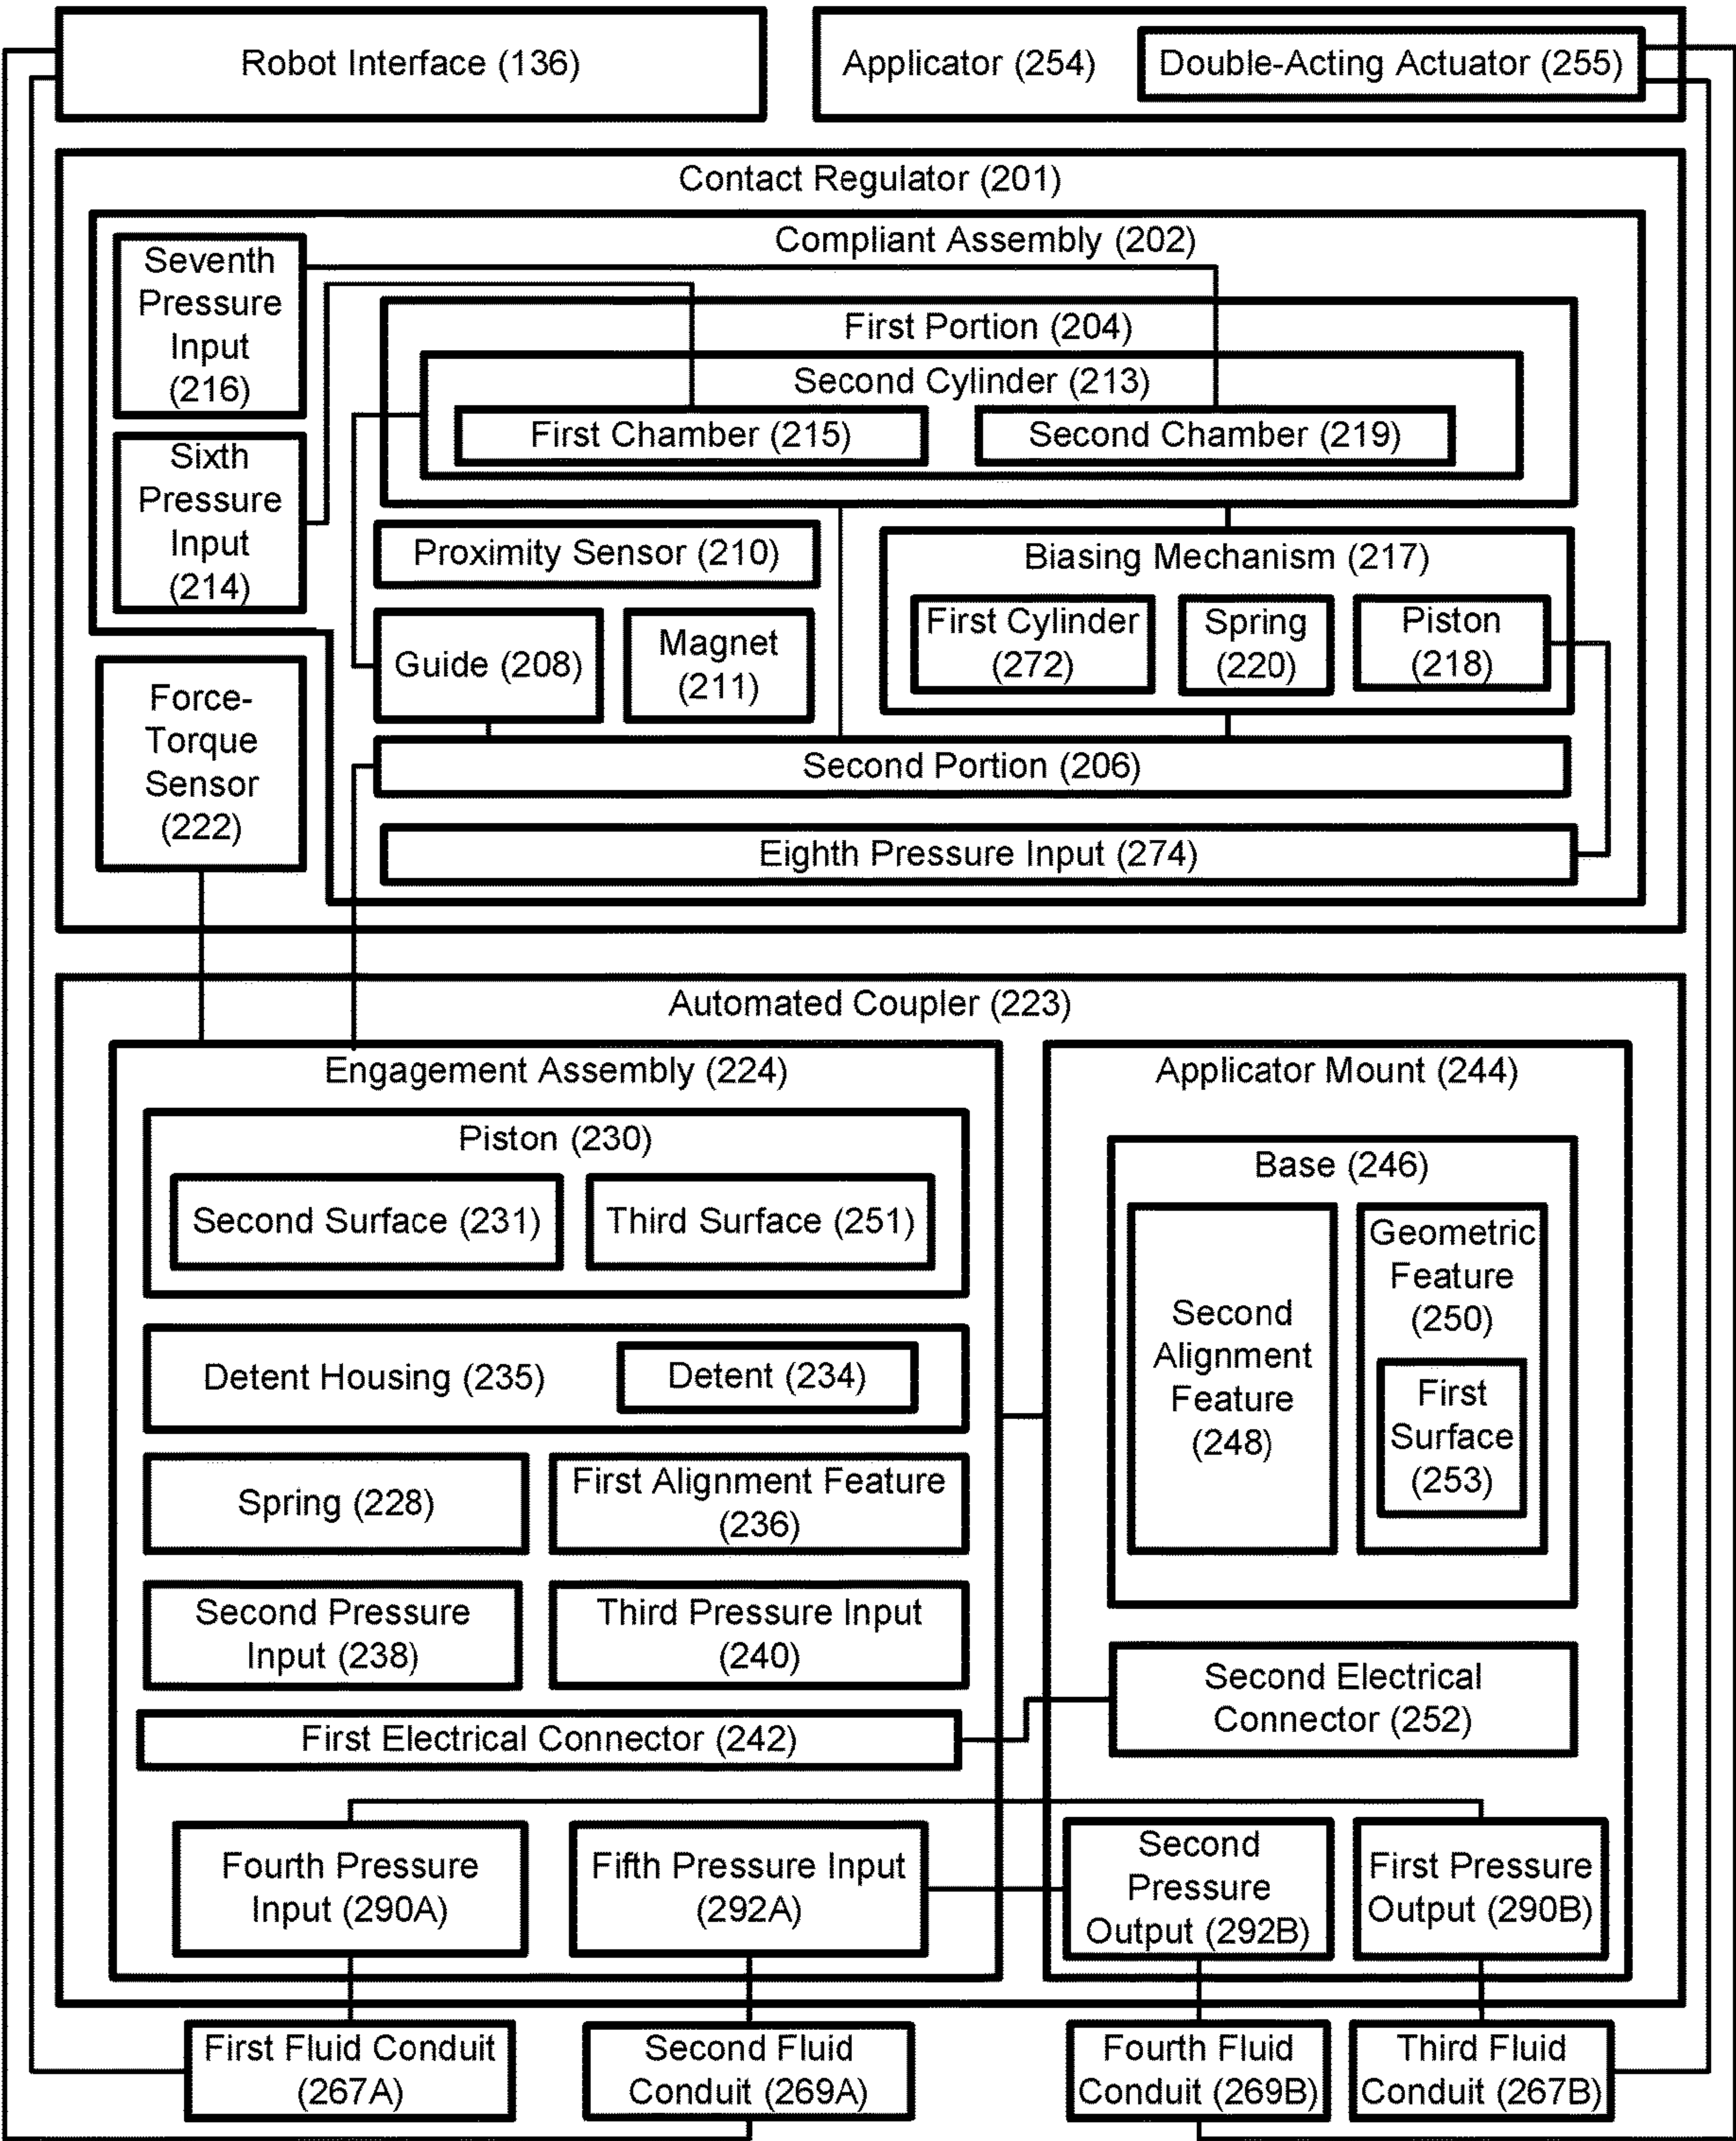 Robot Interface (136)
Applicator (254)
Double-Acting Actuator (255)
Contact Regulator (201)
Compliant Assembly (202)
Seventh
Pressure
Input
(216)
First Portion (204)
Second Cylinder (213)
First Chamber (215)
Second Chamber (219)
Sixth
Pressure
Input
(214)
Proximity Sensor (210)
Biasing Mechanism (217)
First Cylinder
(272)
Spring
(220)
Piston
(218)
Guide (208)
Magnet
(211)
Force-
Torque
Sensor
(222)
Second Portion (206)
Eighth Pressure Input (274)
Automated Coupler (223)
Engagement Assembly (224)
Piston (230)
Second Surface (231)
Third Surface (251)
Detent Housing (235)
Detent (234)
Spring (228)
First Alignment Feature
(236)
Second Pressure
Input (238)
Third Pressure Input
(240)
First Electrical Connector (242)
Fourth Pressure
Input (290A)
Fifth Pressure Input
(292A)
Applicator Mount (244)
Base (246)
Second
Alignment
Feature
(248)
Geometric
Feature
(250)
First
Surface
(253)
Second Electrical
Connector (252)
Second
Pressure
Output (292B)
First Pressure
Output (290B)
First Fluid Conduit
(267A)
Second Fluid
Conduit (269A)
Fourth Fluid
Conduit (269B)
Third Fluid
Conduit (267B)